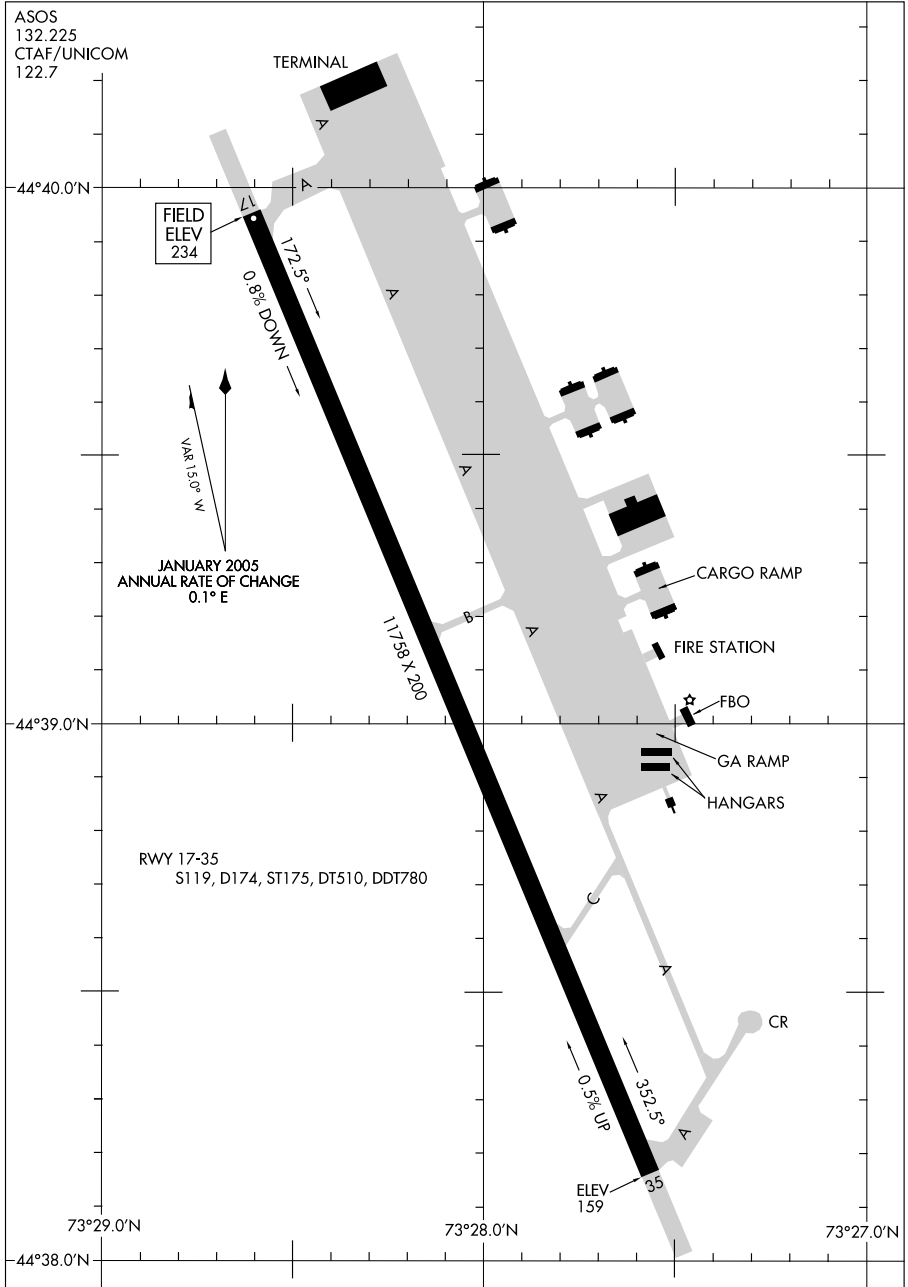 ASOS
132.225
CTAF/UNICOM
122.7
TERMINAL
A
44°40.0'N
A
17
FIELD
ELEV
234
172.5°
0.8% DOWN
A
VAR 15.0° W
A
JANUARY 2005
ANNUAL RATE OF CHANGE
0.1° E
CARGO RAMP
B
A
11758 X 200
FIRE STATION
FBO
44°39.0'N
GA RAMP
A
HANGARS
RWY 17-35
S119, D174, ST175, DT510, DDT780
C
A
CR
0.5% UP
352.5°
A
ELEV
159
35
73°29.0'N
73°28.0'N
73°27.0'N
44°38.0'N